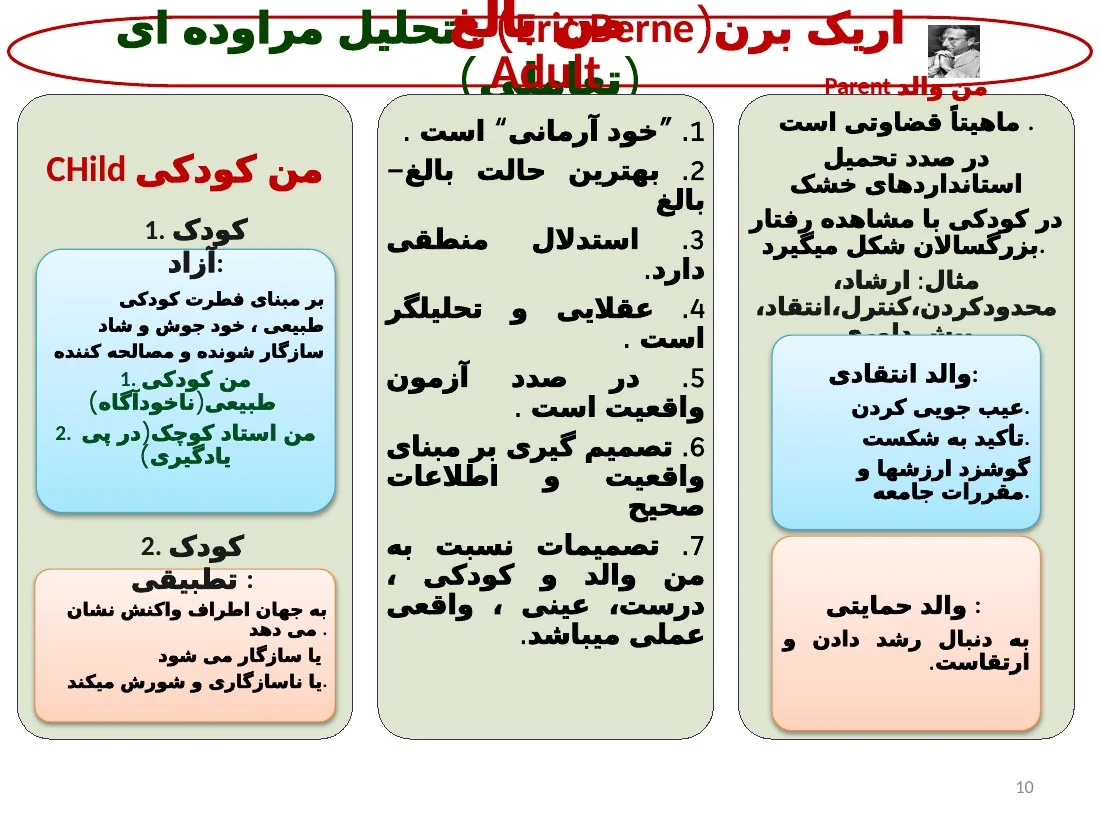 اریک برن(Eric Berne) تحلیل مراوده ای
(تعاملی)
من والد Parent
ماهیتاً قضاوتی است .
در صدد تحمیل
استانداردهای خشک
در کودکی با مشاهده رفتار
بزرگسالان شکل میگیرد.
مثال: ارشاد،
محدودکردن،کنترل،انتقاد،
پیش داوری
والد انتقادی:
عیب جویی کردن.
تأکید به شکست.
گوشزد ارزشها و
مقررات جامعه.
والد حمایتی :
به دنبال رشد دادن و
ارتقاست.
من بالغ
Adult
1. ”خود آرمانی“ است .
2. بهترین حالت بالغ–
بالغ
3. استدلال منطقی
دارد.
4. عقلایی و تحلیلگر
است .
5. در صدد آزمون
واقعیت است .
6. تصمیم گیری بر مبنای
واقعیت و اطلاعات
صحیح
7. تصمیمات نسبت به
من والد و کودکی ،
درست، عینی ، واقعی
عملی میباشد.
من کودکی CHild
1. کودک
آزاد:
بر مبنای فطرت کودکی
طبیعی ، خود جوش و شاد
سازگار شونده و مصالحه کننده
1. من کودکی
طبیعی(ناخودآگاه)
2. من استاد کوچک(در پی
یادگیری)
2. کودک
تطبیقی :
به جهان اطراف واکنش نشان
می دهد .
یا سازگار می شود
یا ناسازگاری و شورش میکند.
10